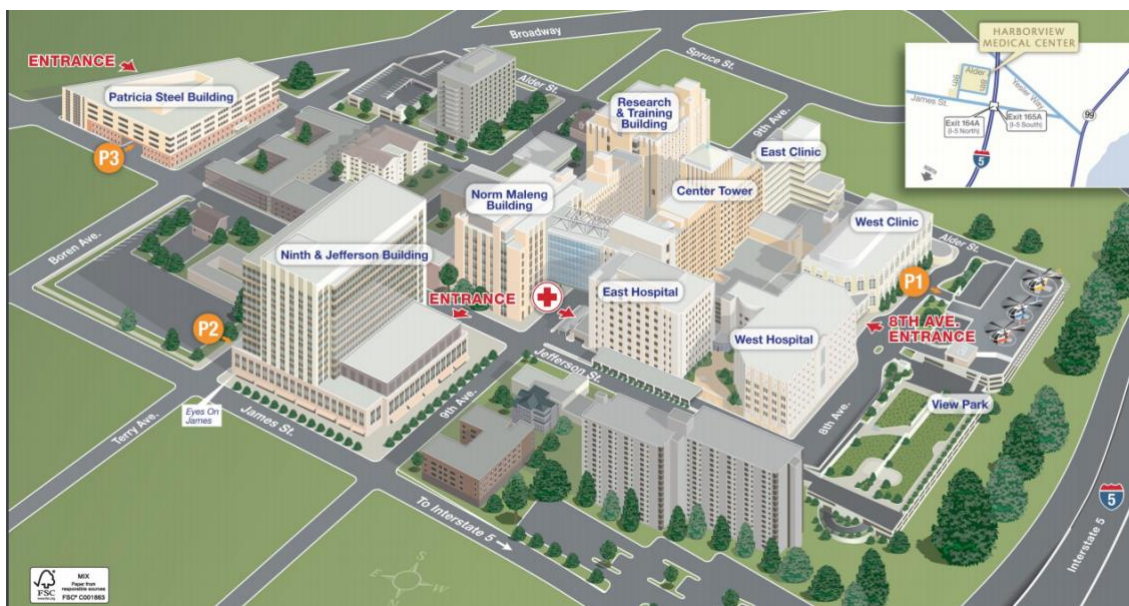 Broadway
ENTRANCE
Patricia Steel Building
P3
Alder St.
Spruce St.
Research
& Training
Building
9th Ave.
East Clinic
HARBORVIEW
MEDICAL CENTER
Alder
9th
8th
James St.
Yesler Way
Exit 164A
(I-5 North)
Exit 165A
(I-5 South)
99
5
Norm Maleng
Building
Center Tower
West Clinic
Alder St.
Boren Ave.
Ninth & Jefferson Building
ENTRANCE
East Hospital
P1
8TH AVE.
ENTRANCE
P2
West Hospital
Jefferson St.
Eyes On
James
9th Ave.
View Park
8th Ave.
Terry Ave.
James St.
To Interstate 5
5
Interstate 5
S
E
W
N
FSC
MIX
Paper from
responsible sources
FSC® C001863